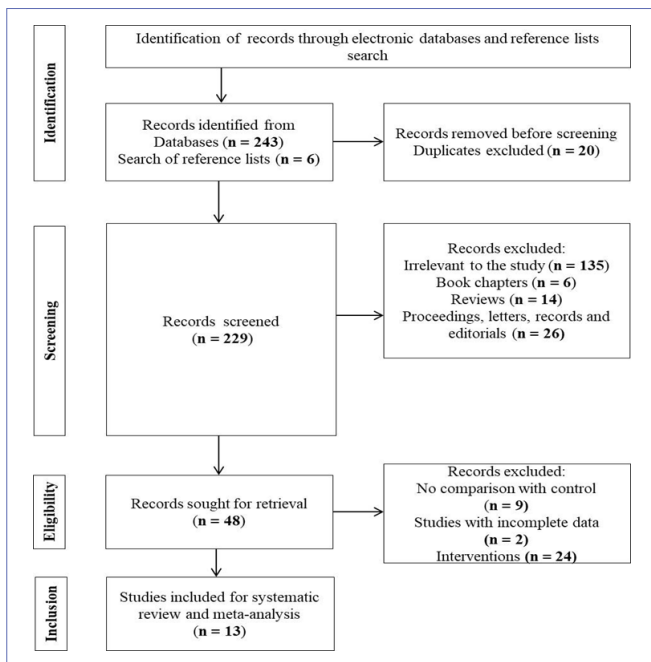 Identification
Identification of records through electronic databases and reference lists
search
Records identified from
Databases (n = 243)
Search of reference lists (n = 6)
Records removed before screening
Duplicates excluded (n = 20)
Screening
Records screened
(n = 229)
Records excluded:
Irrelevant to the study (n = 135)
Book chapters (n = 6)
Reviews (n = 14)
Proceedings, letters, records and
editorials (n = 26)
Eligibility
Records sought for retrieval
(n = 48)
Records excluded:
No comparison with control
(n = 9)
Studies with incomplete data
(n = 2)
Interventions (n = 24)
Inclusion
Studies included for systematic
review and meta-analysis
(n = 13)